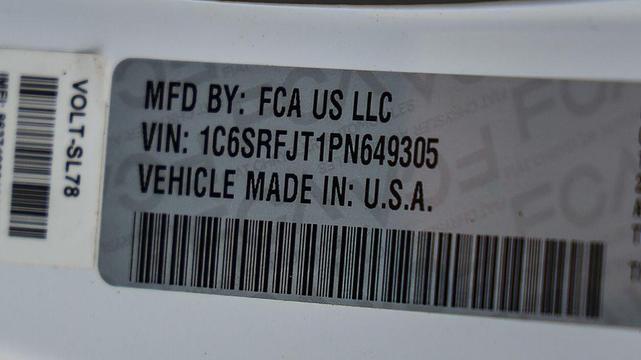 MFD BY: FCA US LLC
VIN: 1C6SRFJT1PN649305
VEHICLE MADE IN: U.S.A.
VOLT-SL78